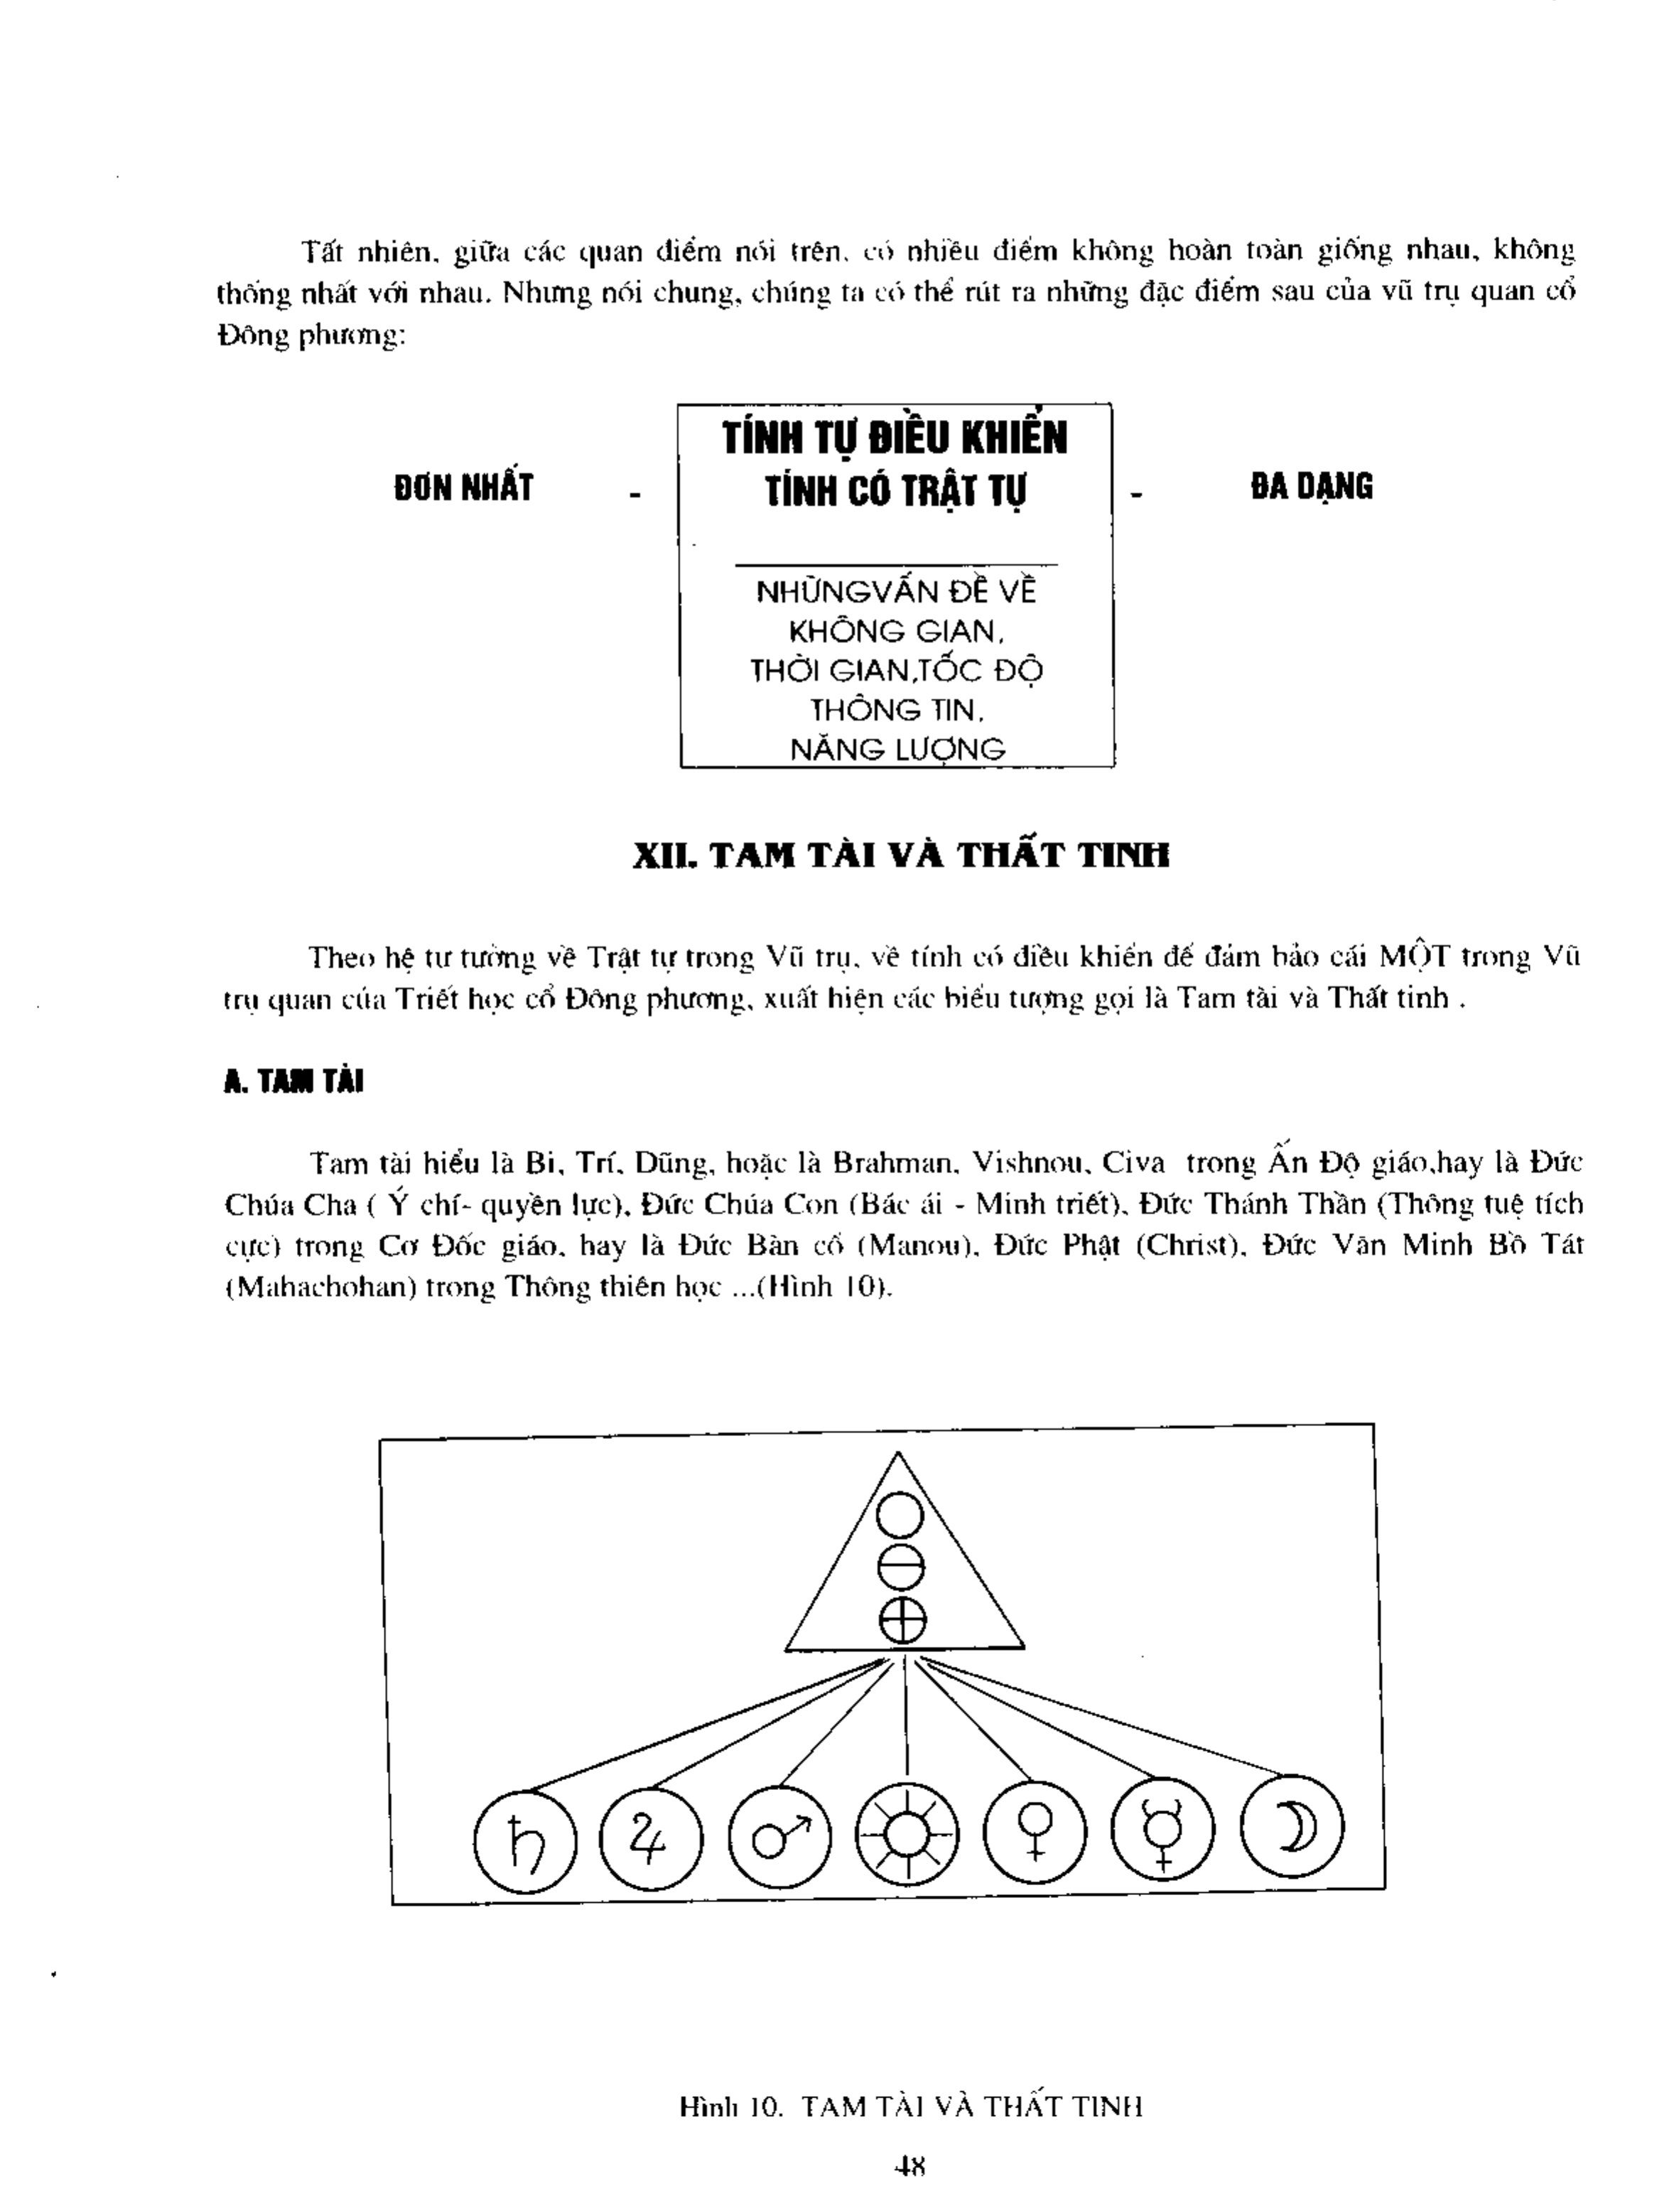 Tất nhiên, giữa các quan điểm nói trên, có nhiều điểm không hoàn toàn giống nhau, không
thống nhất với nhau. Nhưng nói chung, chúng ta có thể rút ra những đặc điểm sau của vũ trụ quan cổ
Đông phương:
TÍNH TỰ ĐIỀU KHIỂN
ĐƠN NHẤT - TÍNH CÓ TRẬT TỰ - ĐA DẠNG
NHỮNGVẤN ĐỀ VỀ
KHÔNG GIAN,
THỜI GIAN,TỐC ĐỘ
THÔNG TIN,
NĂNG LƯỢNG
XII. TAM TÀI VÀ THẤT TINH
Theo hệ tư tưởng về Trật tự trong Vũ trụ, về tính có điều khiển để đảm bảo cái MỘT trong Vũ
trụ quan của Triết học cổ Đông phương, xuất hiện các biểu tượng gọi là Tam tài và Thất tinh .
A. TAM TÀI
Tam tài hiểu là Bi, Trí, Dũng, hoặc là Brahman, Vishnou, Civa trong Ấn Độ giáo,hay là Đức
Chúa Cha ( Ý chí- quyền lực), Đức Chúa Con (Bác ái - Minh triết), Đức Thánh Thần (Thông tuệ tích
cực) trong Cơ Đốc giáo, hay là Đức Bàn cổ (Manou), Đức Phật (Christ), Đức Văn Minh Bồ Tát
(Mahachohan) trong Thông thiên học ...(Hình 10).
♄ ♃ ♂ ☼ ♀ ☿ ☽
Hình 10. TAM TÀI VÀ THẤT TINH
48